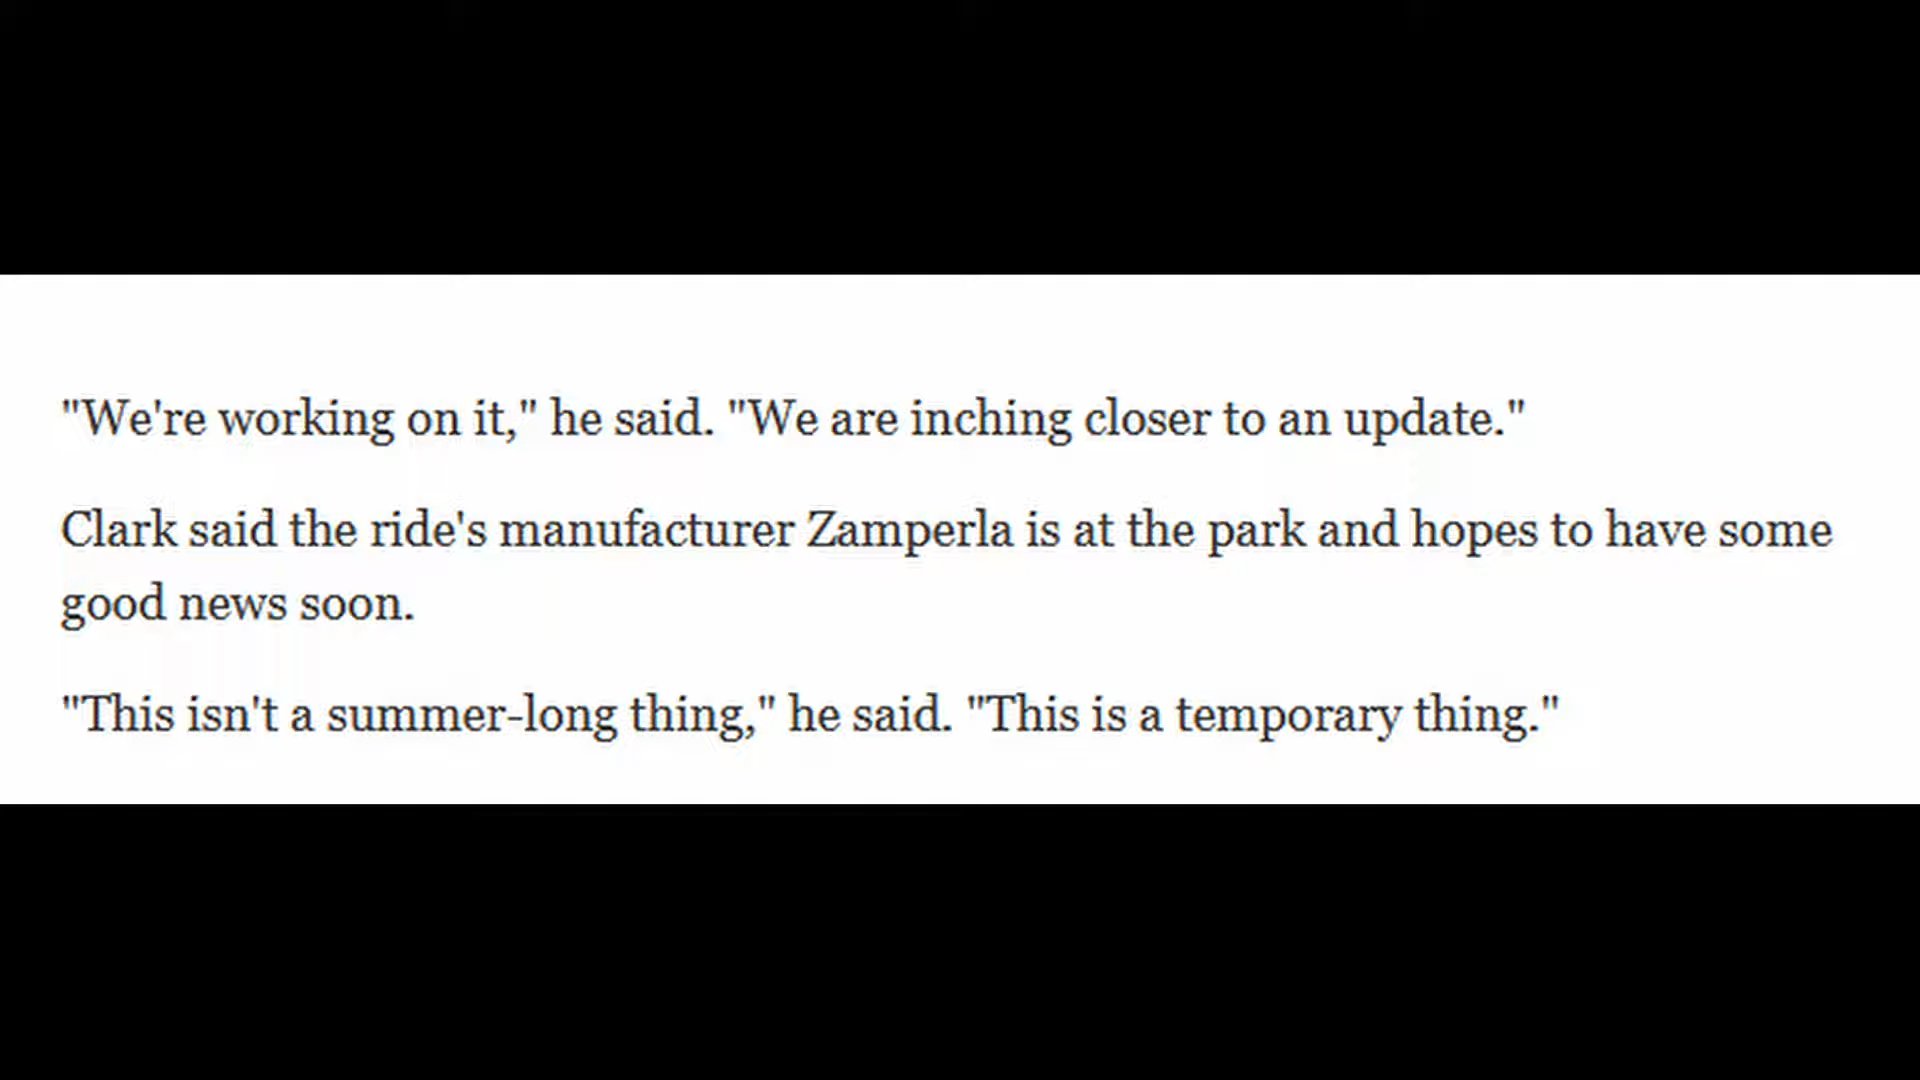 "We're working on it," he said. "We are inching closer to an update."
Clark said the ride's manufacturer Zamperla is at the park and hopes to have some
good news soon.
"This isn't a summer-long thing," he said. "This is a temporary thing."